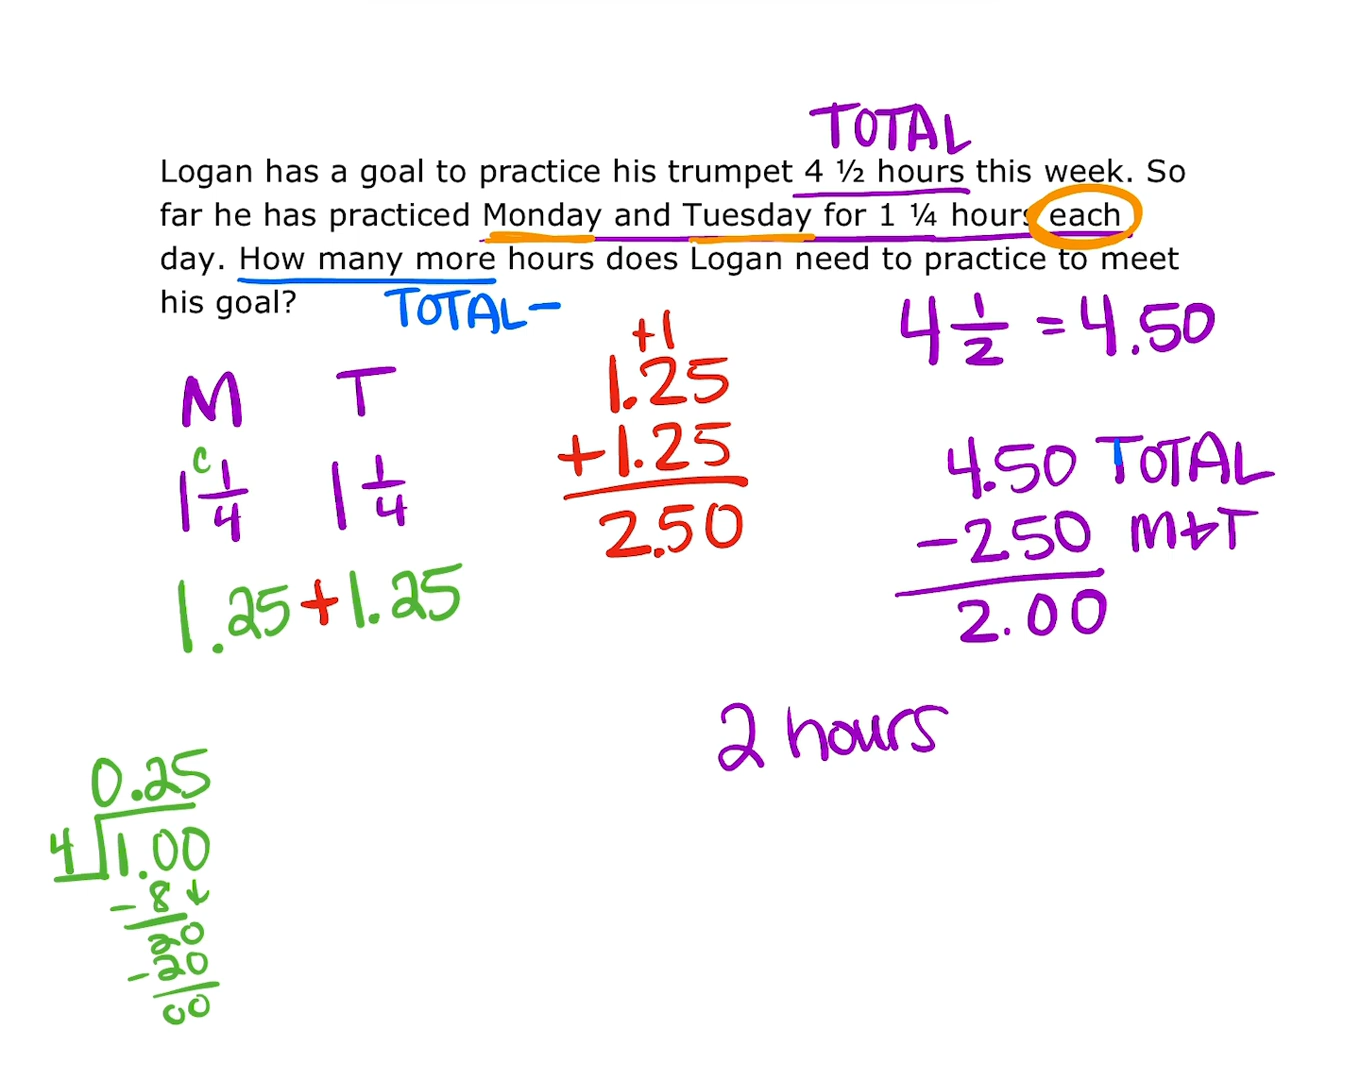 TOTAL
Logan has a goal to practice his trumpet 4 ½ hours this week. So
far he has practiced Monday and Tuesday for 1 ¼ hours each
day. How many more hours does Logan need to practice to meet
his goal?
TOTAL-
4 1/2 = 4.50
M T
c
1 1/4 1 1/4
1.25 + 1.25
+1
1.25
+1.25
2.50
4.50 TOTAL
-2.50 M+T
2.00
2 hours
0.25
4 1.00
- 8 ↓
20
- 20
00